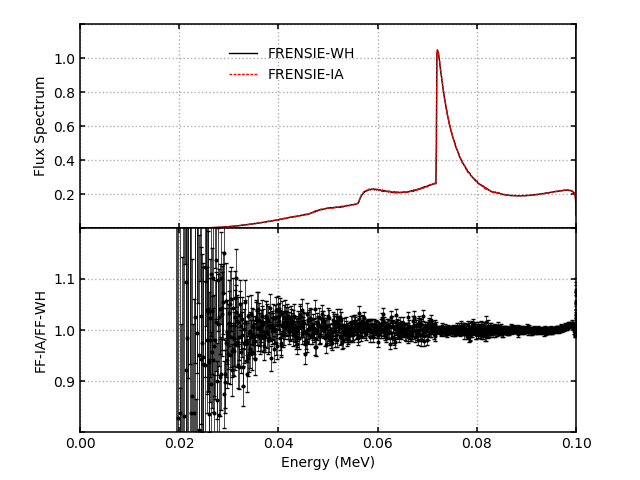 FRENSIE-WH
FRENSIE-IA
Flux Spectrum
1.0
0.8
0.6
0.4
0.2
FF-IA/FF-WH
1.1
1.0
0.9
0.00 0.02 0.04 0.06 0.08 0.10
Energy (MeV)